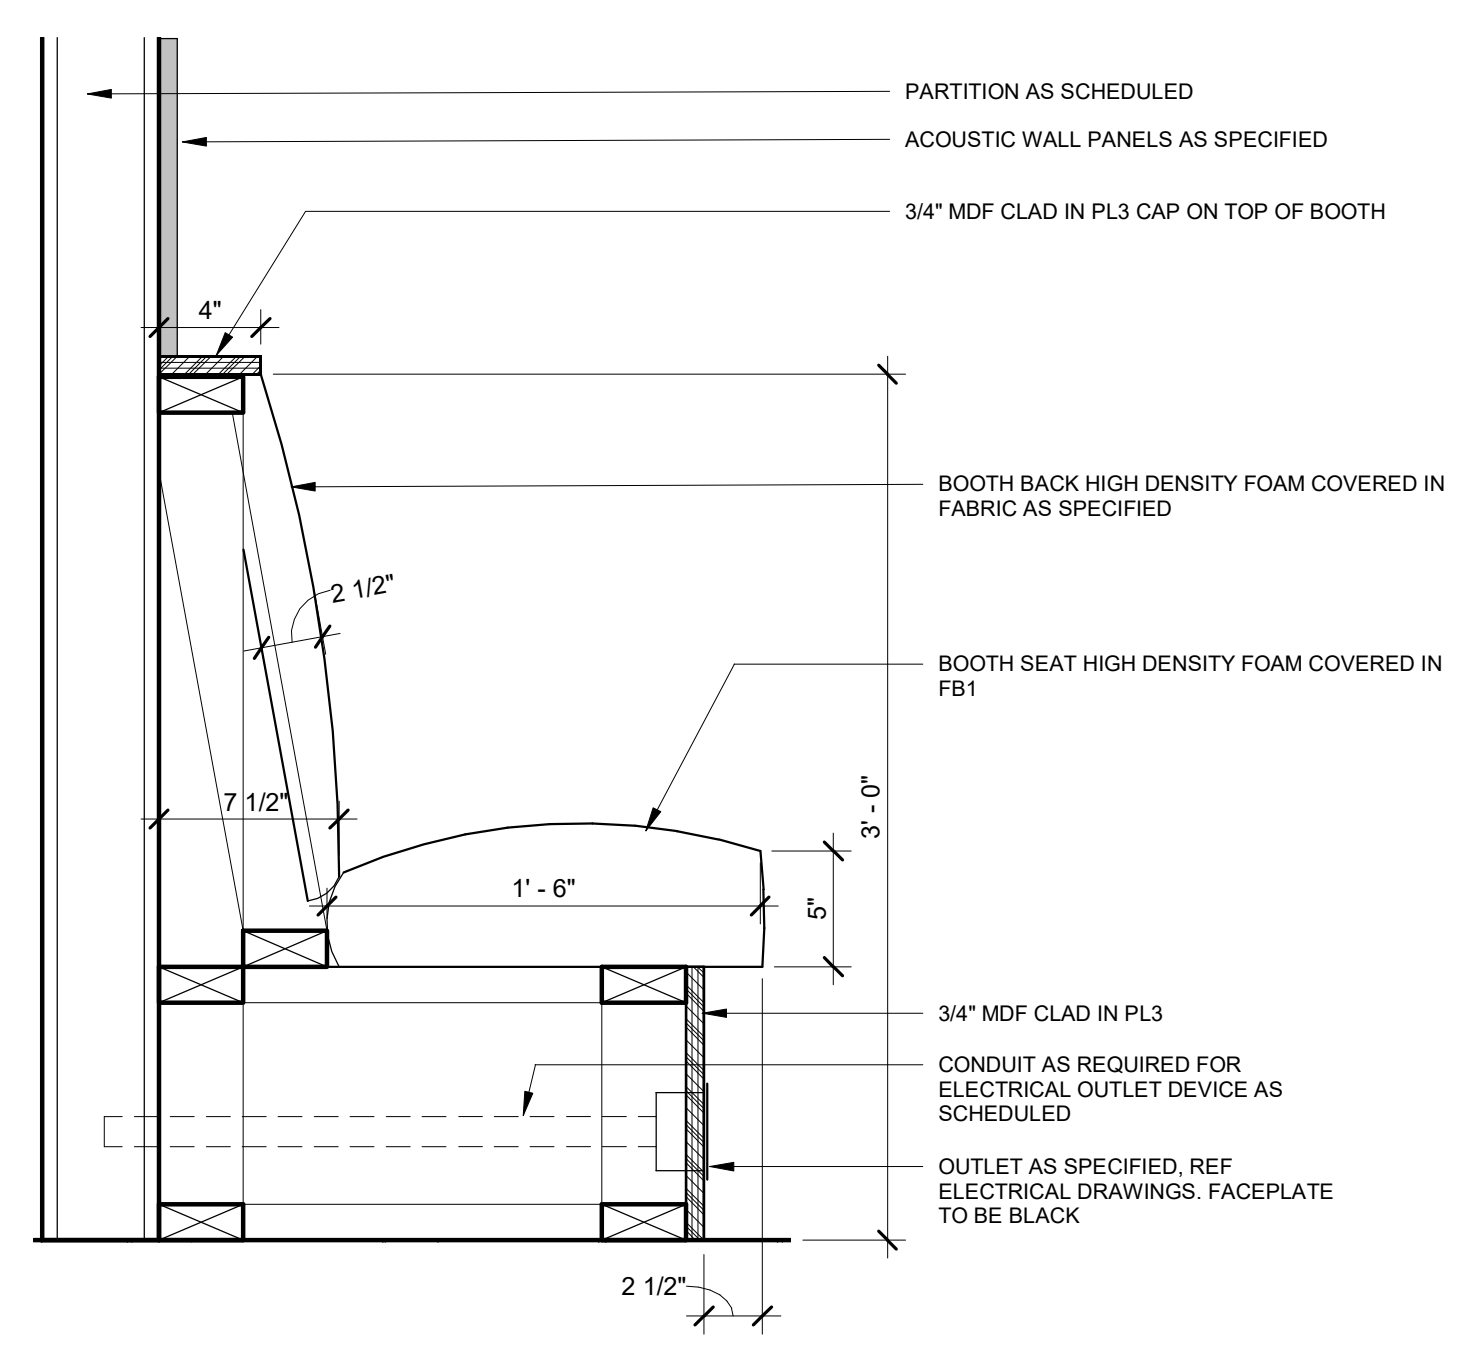 PARTITION AS SCHEDULED
ACOUSTIC WALL PANELS AS SPECIFIED
3/4" MDF CLAD IN PL3 CAP ON TOP OF BOOTH
4"
BOOTH BACK HIGH DENSITY FOAM COVERED IN
FABRIC AS SPECIFIED
2 1/2"
BOOTH SEAT HIGH DENSITY FOAM COVERED IN
FB1
7 1/2"
3' - 0"
1' - 6"
5"
3/4" MDF CLAD IN PL3
CONDUIT AS REQUIRED FOR
ELECTRICAL OUTLET DEVICE AS
SCHEDULED
OUTLET AS SPECIFIED, REF
ELECTRICAL DRAWINGS. FACEPLATE
TO BE BLACK
2 1/2"